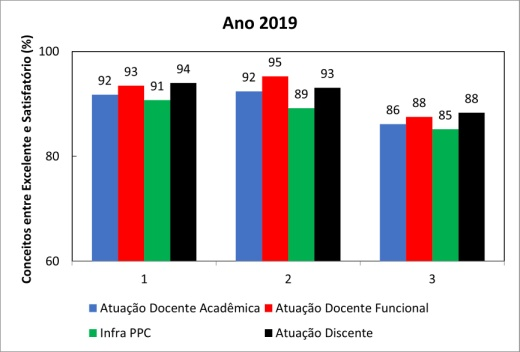 Ano 2019
Conceitos entre Excelente e Satisfatório (%)
100
80
60
92 93 91 94
92 95 89 93
86 88 85 88
1 2 3
Atuação Docente Acadêmica Atuação Docente Funcional
Infra PPC Atuação Discente